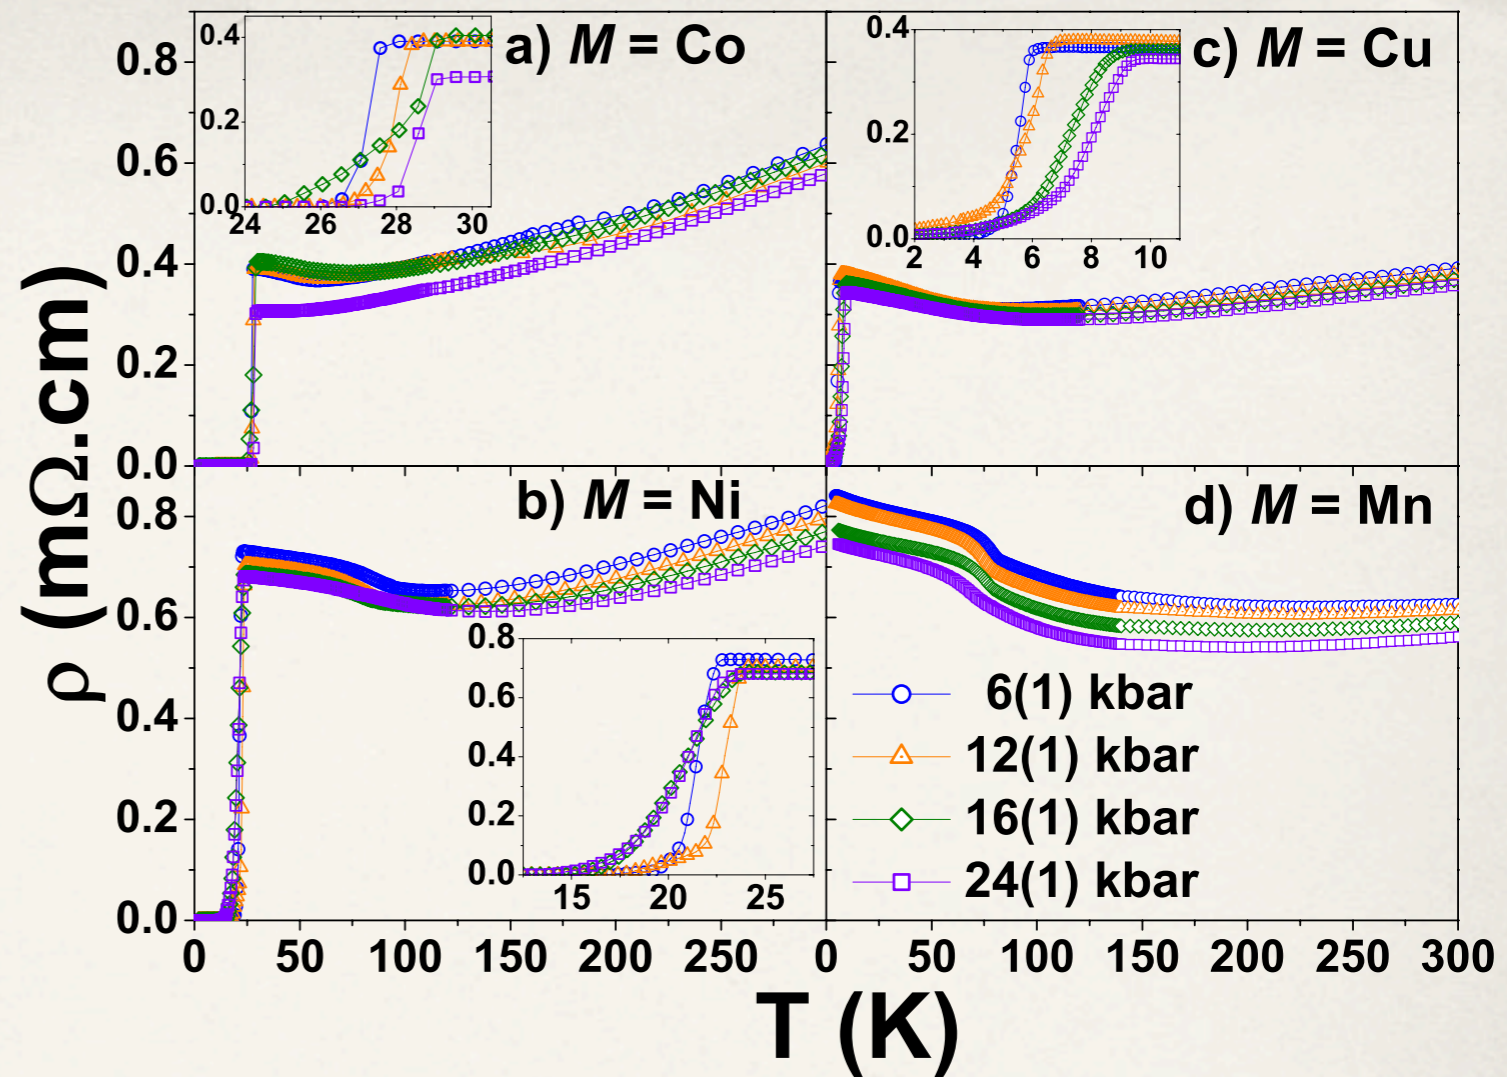 a) M = Co
0.4
0.2
0.0
24 26 28 30
0.8
0.6
0.4
0.2
0.0
c) M = Cu
0.4
0.2
0.0
2 4 6 8 10
b) M = Ni
0.8
0.6
0.4
0.2
0.0
15 20 25
0.8
0.6
0.4
0.2
0.0
0 50 100 150 200 250
d) M = Mn
6(1) kbar
12(1) kbar
16(1) kbar
24(1) kbar
0 50 100 150 200 250 300
ρ (mΩ.cm)
T (K)